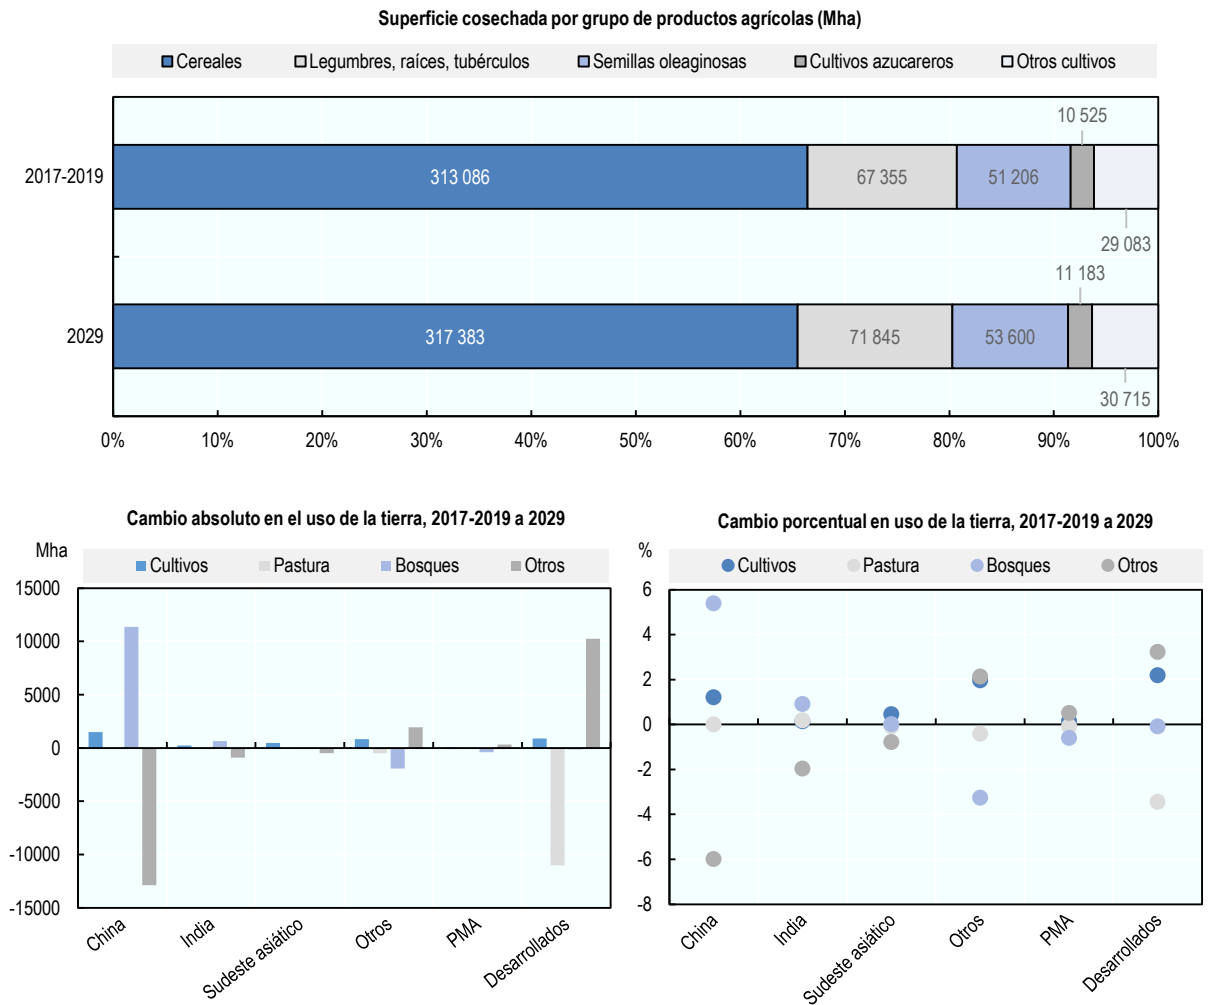 Superficie cosechada por grupo de productos agrícolas (Mha)
Cereales Legumbres, raíces, tubérculos Semillas oleaginosas Cultivos azucareros Otros cultivos
10 525
2017-2019 313 086 67 355 51 206
29 083
11 183
2029 317 383 71 845 53 600
30 715
0% 10% 20% 30% 40% 50% 60% 70% 80% 90% 100%
Cambio absoluto en el uso de la tierra, 2017-2019 a 2029
Mha
Cultivos Pastura Bosques Otros
15000
10000
5000
0
-5000
-10000
-15000
China India Sudeste asiático Otros PMA Desarrollados
Cambio porcentual en uso de la tierra, 2017-2019 a 2029
%
Cultivos Pastura Bosques Otros
6
4
2
0
-2
-4
-6
-8
China India Sudeste asiático Otros PMA Desarrollados